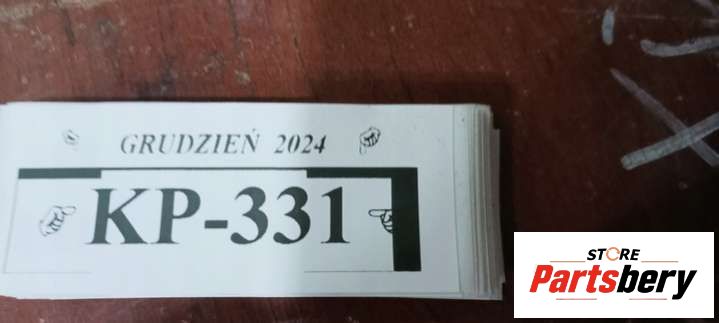 GRUDZIEŃ 2024
KP-331
STORE
Partsbery